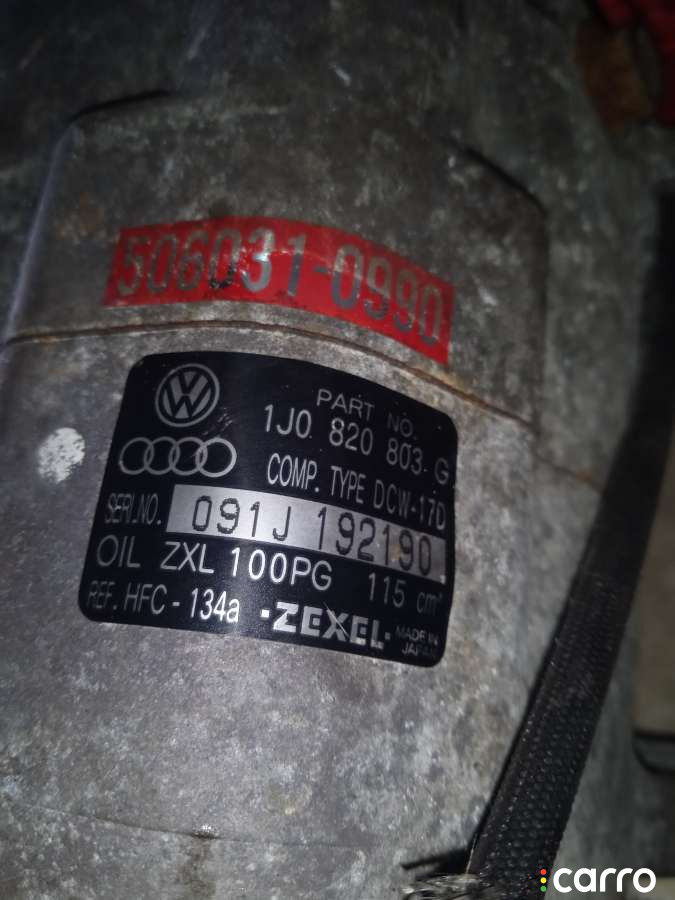 506031-0990
PART NO.
1J0 820 803 G
COMP. TYPE DCW-17D
SERI.NO. 091J 192190
OIL ZXL 100PG 115 cm³
REF. HFC - 134a ·ZEXEL· MADE IN JAPAN
carro